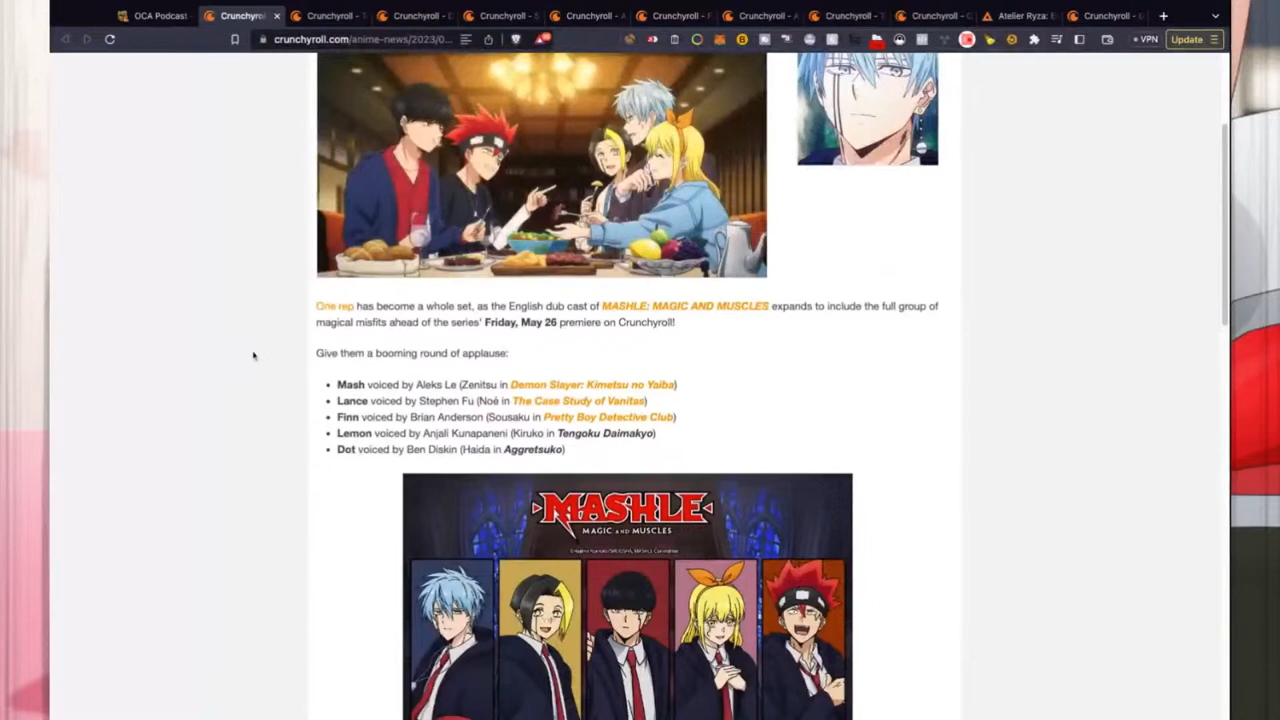 OCA Podcast
Crunchyrol
Crunchyroll - T
Crunchyroll -
Crunchyroll - S
Crunchyroll - A
Crunchyroll - F
Crunchyroll - A
Crunchyroll - T
Crunchyroll -
Atelier Ryza: E
Crunchyroll -
crunchyroll.com/anime-news/2023/0...
VPN
Update
One rep has become a whole set, as the English dub cast of MASHLE: MAGIC AND MUSCLES expands to include the full group of
magical misfits ahead of the series' Friday, May 26 premiere on Crunchyroll!
Give them a booming round of applause:
• Mash voiced by Aleks Le (Zenitsu in Demon Slayer: Kimetsu no Yaiba)
• Lance voiced by Stephen Fu (Noé in The Case Study of Vanitas)
• Finn voiced by Brian Anderson (Sousaku in Pretty Boy Detective Club)
• Lemon voiced by Anjali Kunapaneni (Kiruko in Tengoku Daimakyo)
• Dot voiced by Ben Diskin (Haida in Aggretsuko)
MASHLE
MAGIC AND MUSCLES